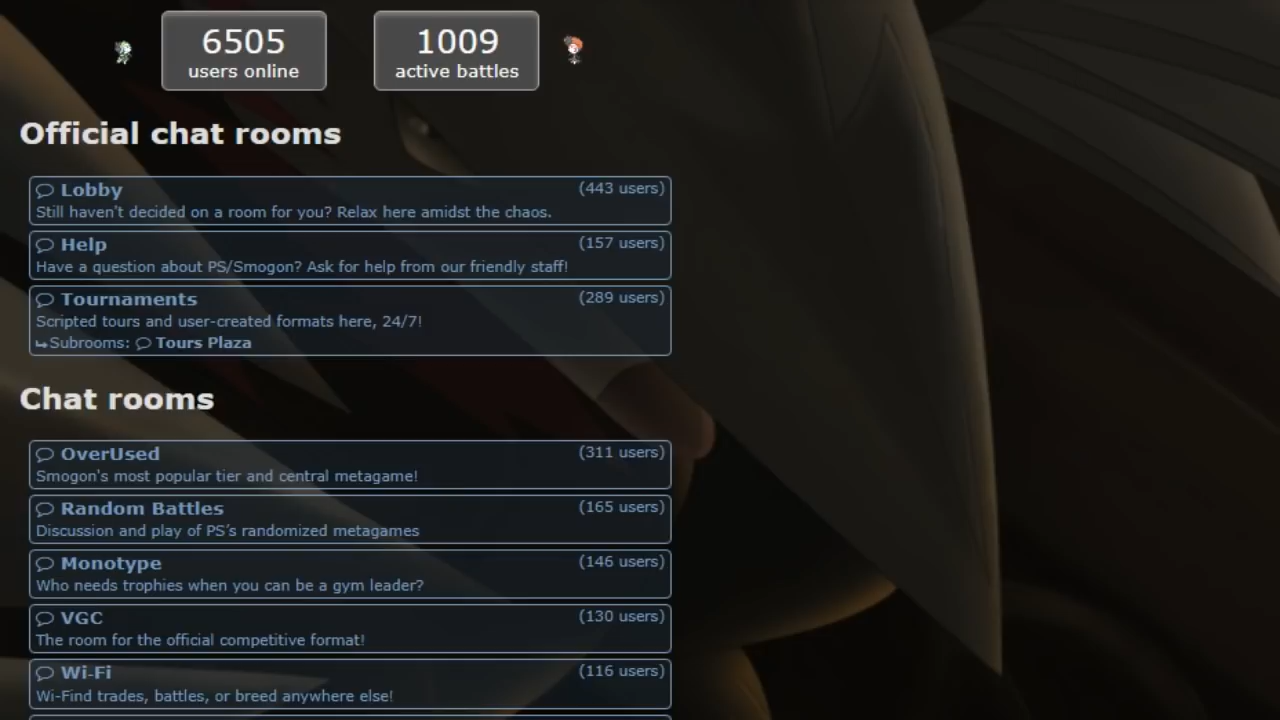 6505
users online
1009
active battles
Official chat rooms
Lobby (443 users)
Still haven't decided on a room for you? Relax here amidst the chaos.
Help (157 users)
Have a question about PS/Smogon? Ask for help from our friendly staff!
Tournaments (289 users)
Scripted tours and user-created formats here, 24/7!
↳Subrooms: Tours Plaza
Chat rooms
OverUsed (311 users)
Smogon's most popular tier and central metagame!
Random Battles (165 users)
Discussion and play of PS's randomized metagames
Monotype (146 users)
Who needs trophies when you can be a gym leader?
VGC (130 users)
The room for the official competitive format!
Wi-Fi (116 users)
Wi-Find trades, battles, or breed anywhere else!